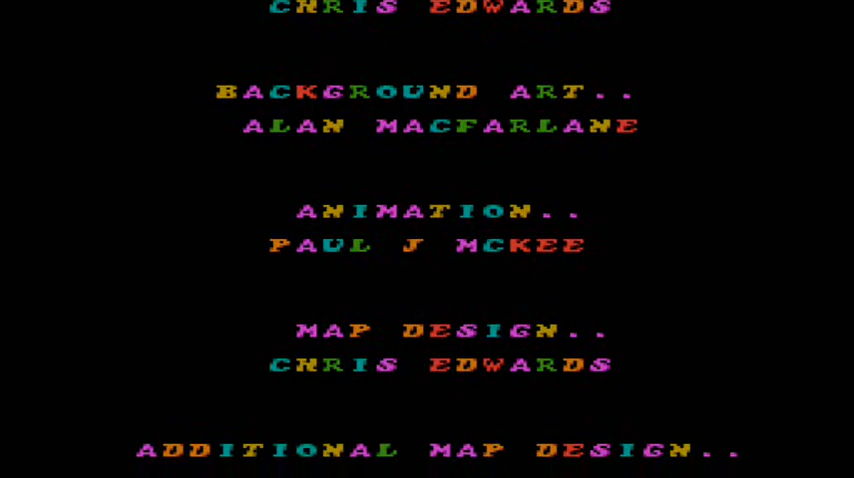 CHRIS EDWARDS
BACKGROUND ART..
ALAN MACFARLANE
ANIMATION..
PAUL J MCKEE
MAP DESIGN..
CHRIS EDWARDS
ADDITIONAL MAP DESIGN..